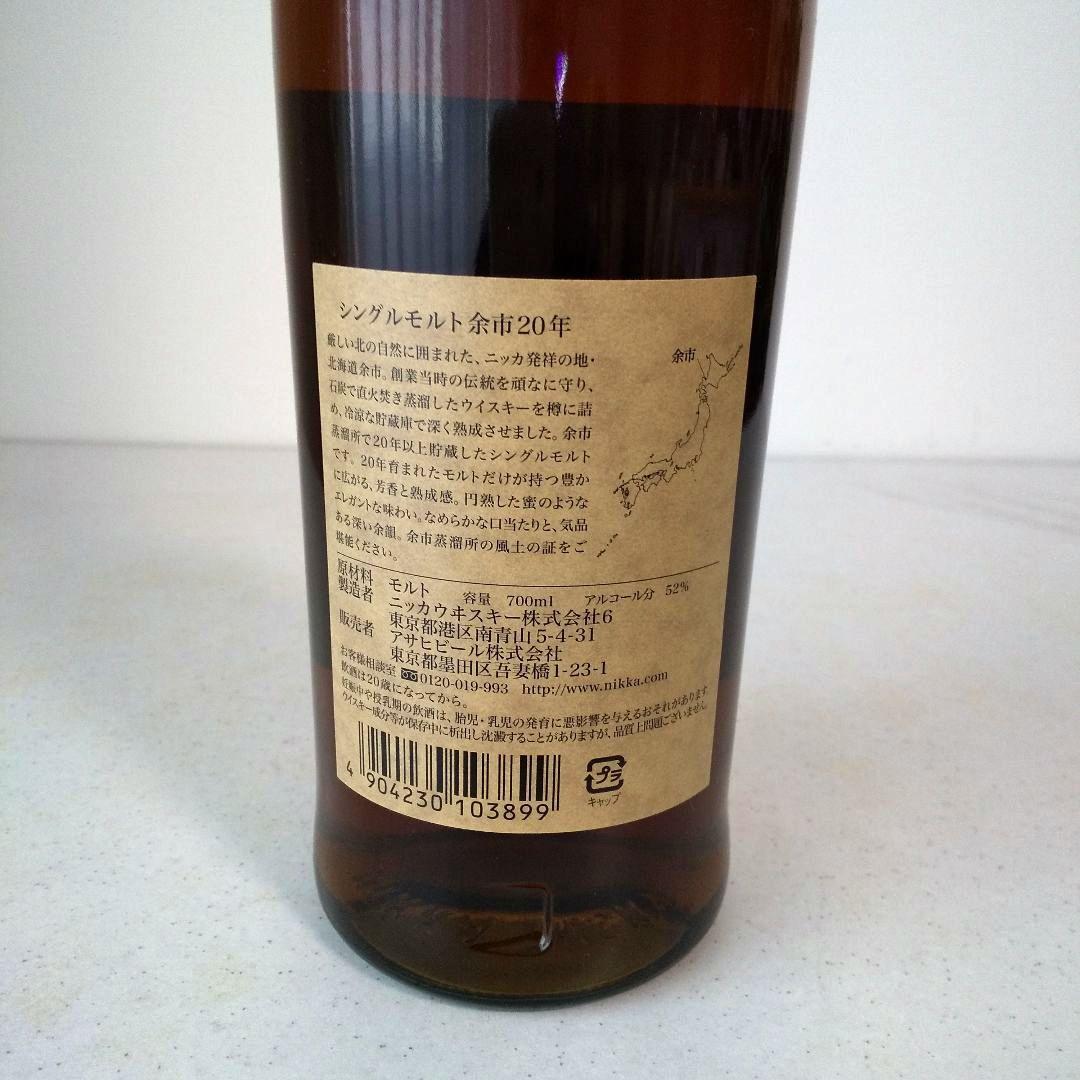 シングルモルト余市20年
厳しい北の自然に囲まれた、ニッカ発祥の地・
北海道余市。創業当時の伝統を頑なに守り、
石炭で直火焚き蒸溜したウイスキーを樽に詰
め、冷涼な貯蔵庫で深く熟成させました。余市
蒸溜所で20年以上貯蔵したシングルモルト
です。20年育まれたモルトだけが持つ豊か
に広がる、芳香と熟成感。円熟した蜜のような
エレガントな味わい。なめらかな口当たりと、気品
ある深い余韻。余市蒸溜所の風土の証をご
堪能ください。
余市
原材料 モルト 容量 700ml アルコール分 52%
製造者 ニッカウヰスキー株式会社6
東京都港区南青山5-4-31
販売者 アサヒビール株式会社
東京都墨田区吾妻橋1-23-1
お客様相談室 0120-019-993 http://www.nikka.com
飲酒は20歳になってから。
妊娠中や授乳期の飲酒は、胎児・乳児の発育に悪影響を与えるおそれがあります。
ウイスキー成分等が保存中に析出し沈澱することがありますが、品質上問題ございません。
4 904230 103899
プラ
キャップ